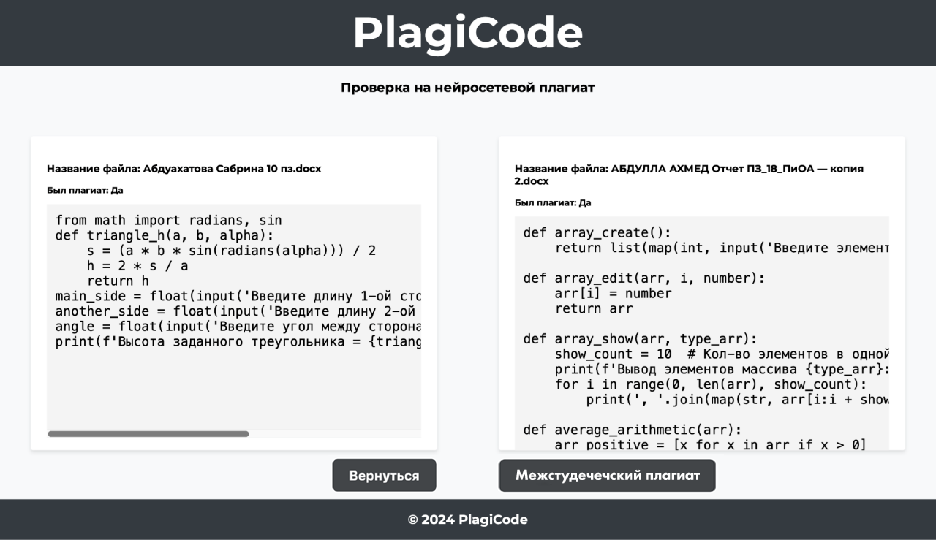 PlagiCode
Проверка на нейросетевой плагиат
Название файла: Абдуахатова Сабрина 10 пз.docx
Был плагиат: Да
from math import radians, sin
def triangle_h(a, b, alpha):
    s = (a * b * sin(radians(alpha))) / 2
    h = 2 * s / a
    return h
main_side = float(input('Введите длину 1-ой сто
another_side = float(input('Введите длину 2-ой
angle = float(input('Введите угол между сторона
print(f'Высота заданного треугольника = {triang
Название файла: АБДУЛЛА АХМЕД Отчет ПЗ_18_ПиОА — копия
2.docx
Был плагиат: Да
def array_create():
    return list(map(int, input('Введите элемент
def array_edit(arr, i, number):
    arr[i] = number
    return arr
def array_show(arr, type_arr):
    show_count = 10  # Кол-во элементов в одной
    print(f'Вывод элементов массива {type_arr}:
    for i in range(0, len(arr), show_count):
        print(', '.join(map(str, arr[i:i + show
def average_arithmetic(arr):
    arr_positive = [x for x in arr if x > 0]
Вернуться
Межстудечечский плагиат
© 2024 PlagiCode